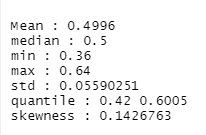 Mean : 0.4996
median : 0.5
min : 0.36
max : 0.64
std : 0.05590251
quantile : 0.42 0.6005
skewness : 0.1426763